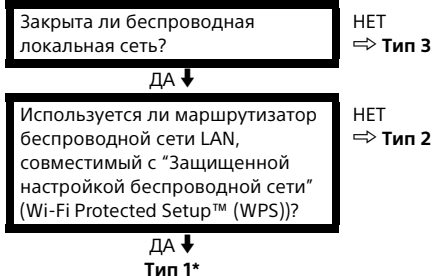 Закрыта ли беспроводная
локальная сеть?
НЕТ
⇨ Тип 3
ДА ⬇
Используется ли маршрутизатор
беспроводной сети LAN,
совместимый с “Защищенной
настройкой беспроводной сети”
(Wi-Fi Protected Setup™ (WPS))?
НЕТ
⇨ Тип 2
ДА ⬇
Тип 1*